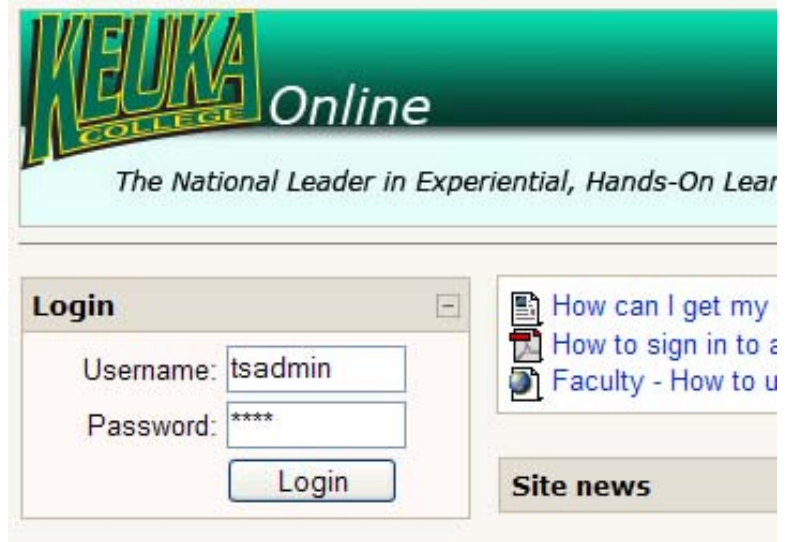 KEUKA
COLLEGE
Online
The National Leader in Experiential, Hands-On Lear
Login
Username: tsadmin
Password: ****
Login
How can I get my
How to sign in to a
Faculty - How to u
Site news